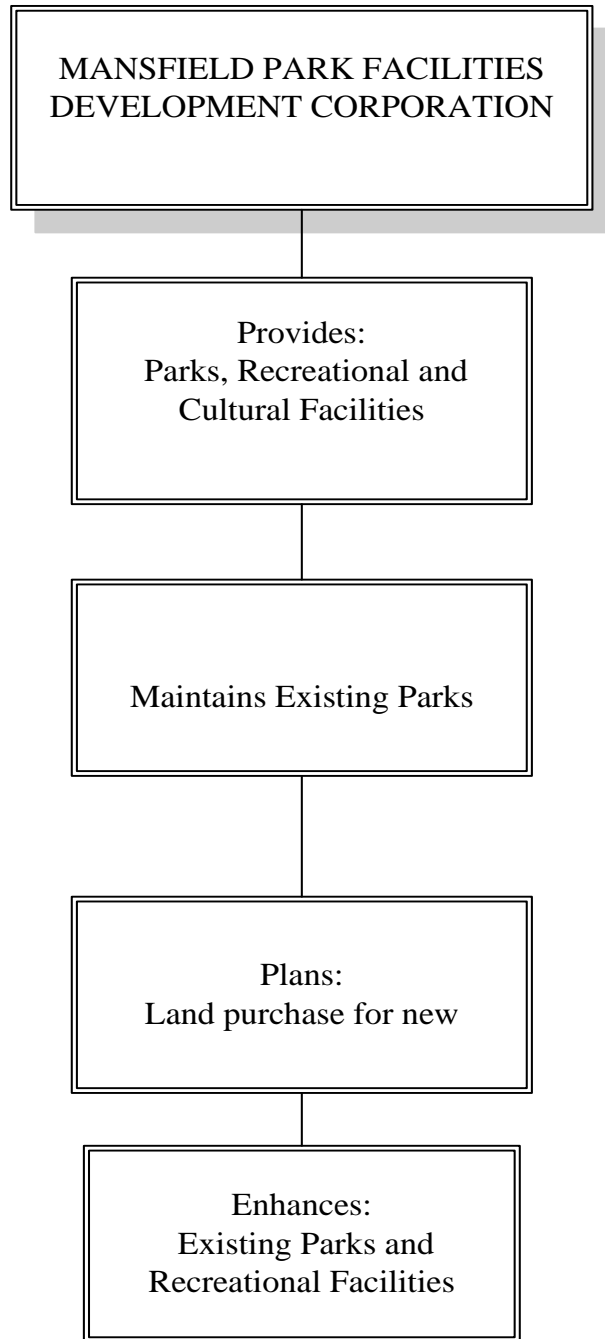 MANSFIELD PARK FACILITIES
DEVELOPMENT CORPORATION
Provides:
Parks, Recreational and
Cultural Facilities
Maintains Existing Parks
Plans:
Land purchase for new
Enhances:
Existing Parks and
Recreational Facilities